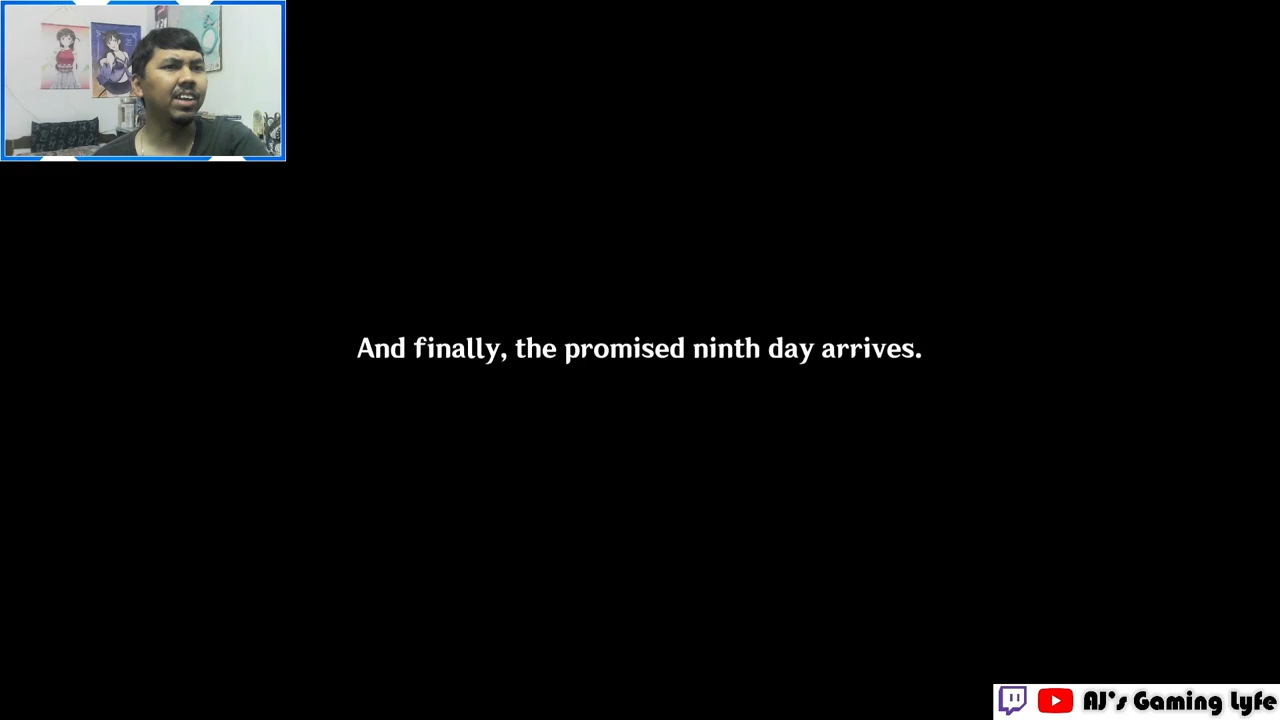 And finally, the promised ninth day arrives.
AJ's Gaming Lyfe